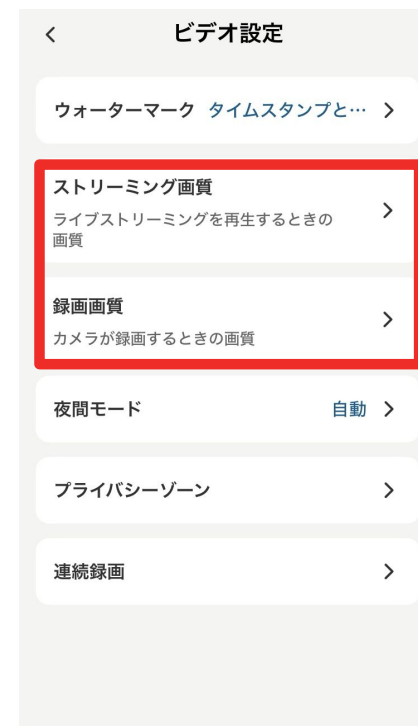 ビデオ設定
ウォーターマーク タイムスタンプと…
ストリーミング画質
ライブストリーミングを再生するときの
画質
録画画質
カメラが録画するときの画質
夜間モード 自動
プライバシーゾーン
連続録画